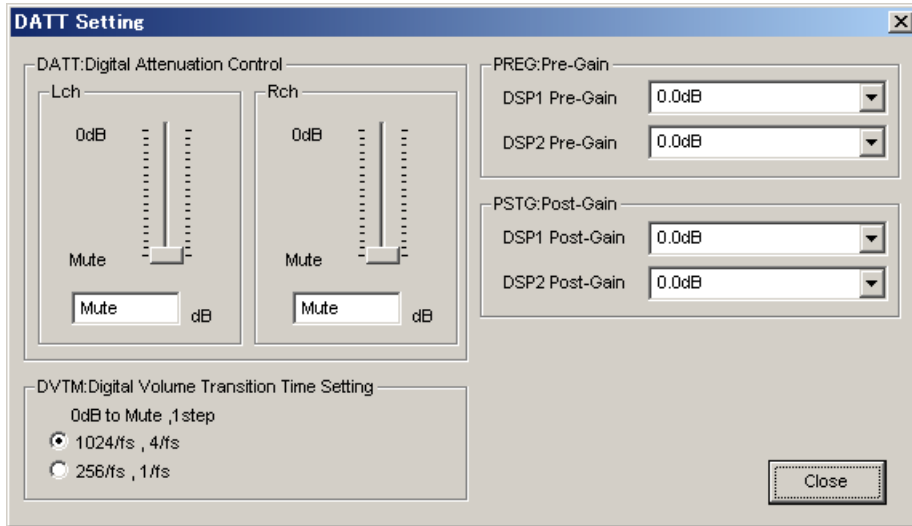 DATT Setting
DATT:Digital Attenuation Control
Lch
0dB
Mute
Mute
dB
Rch
0dB
Mute
Mute
dB
DVTM:Digital Volume Transition Time Setting
0dB to Mute ,1step
1024/fs , 4/fs
256/fs , 1/fs
PREG:Pre-Gain
DSP1 Pre-Gain 0.0dB
DSP2 Pre-Gain 0.0dB
PSTG:Post-Gain
DSP1 Post-Gain 0.0dB
DSP2 Post-Gain 0.0dB
Close